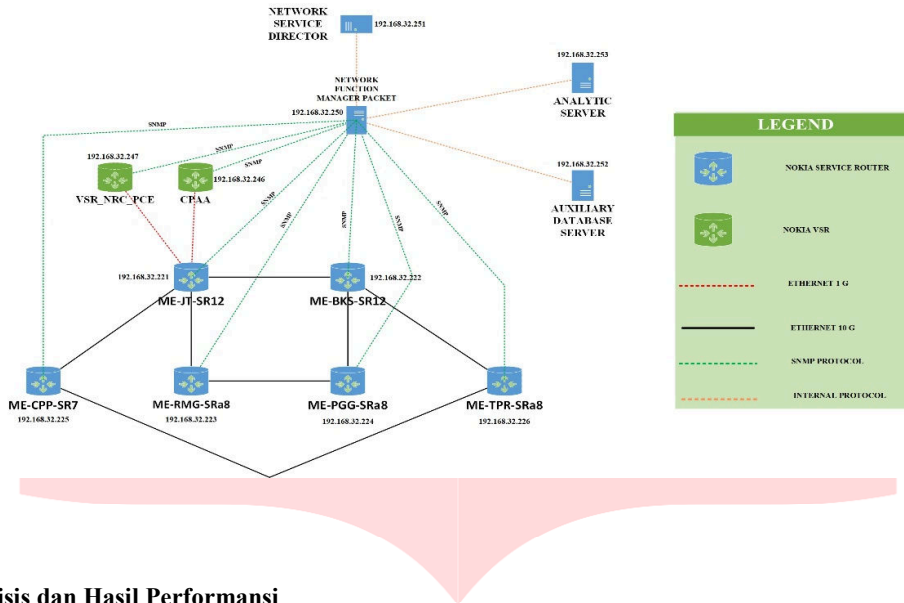 NETWORK
SERVICE
DIRECTOR
192.168.32.251
192.168.32.253
NETWORK
FUNCTION
MANAGER PACKET
192.168.32.250
ANALYTIC
SERVER
LEGEND
SNMP
SNMP
SNMP
192.168.32.247
192.168.32.246
VSR_NRC_PCE
CPAA
192.168.32.252
AUXILIARY
DATABASE
SERVER
NOKIA SERVICE ROUTER
NOKIA VSR
SNMP
SNMP
SNMP
SNMP
SNMP
192.168.32.221
192.168.32.222
ME-JT-SR12
ME-BKS-SR12
ETHERNET 1 G
ETHERNET 10 G
SNMP PROTOCOL
INTERNAL PROTOCOL
ME-CPP-SR7
ME-RMG-SRa8
ME-PGG-SRa8
ME-TPR-SRa8
192.168.32.225
192.168.32.223
192.168.32.224
192.168.32.226
isis dan Hasil Performansi